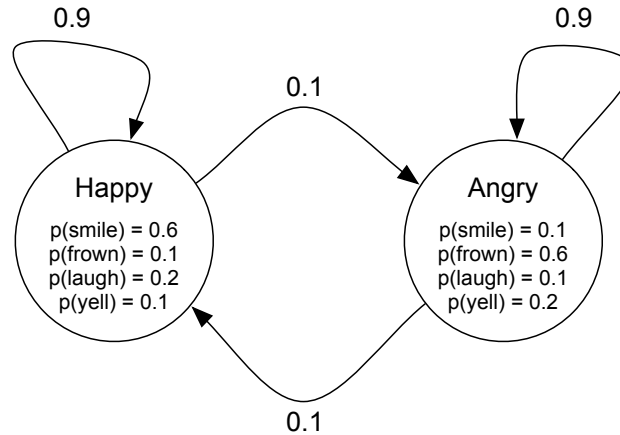 0.9
0.9
0.1
Happy
p(smile) = 0.6
p(frown) = 0.1
p(laugh) = 0.2
p(yell) = 0.1
Angry
p(smile) = 0.1
p(frown) = 0.6
p(laugh) = 0.1
p(yell) = 0.2
0.1